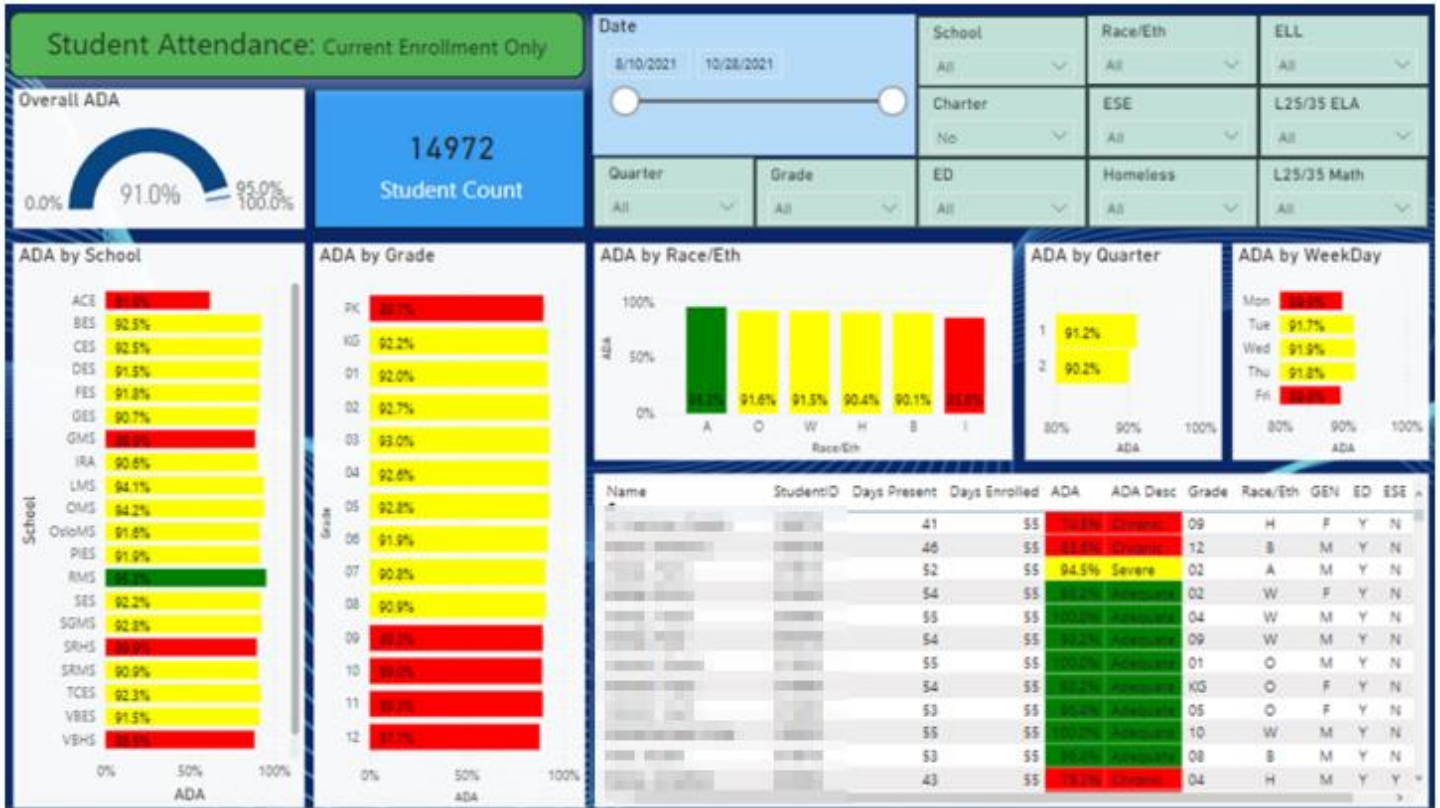 Student Attendance: Current Enrollment Only
Date
8/10/2021 10/28/2021
School
All
Race/Eth
All
ELL
All
Charter
No
ESE
All
L25/35 ELA
All
Quarter
All
Grade
All
ED
All
Homeless
All
L25/35 Math
All
Overall ADA
0.0%
91.0%
95.0%
100.0%
14972
Student Count
ADA by School
School
ACE
BES 92.5%
CES 92.5%
DES 91.5%
FES 91.8%
GES 90.7%
GMS
IRA 90.6%
LMS 94.1%
OMS 94.2%
OsloMS 91.6%
PIES 91.9%
RMS
SES 92.2%
SGMS 92.8%
SRHS
SRMS 90.9%
TCES 92.3%
VBES 91.5%
VBHS
0% 50% 100%
ADA
ADA by Grade
Grade
PK
KG 92.2%
01 92.0%
02 92.7%
03 93.0%
04 92.6%
05 92.8%
06 91.9%
07 90.8%
08 90.9%
09
10
11
12
0% 50% 100%
ADA
ADA by Race/Eth
ADA
100%
50%
0%
91.6% 91.5% 90.4% 90.1%
A O W H B I
Race/Eth
ADA by Quarter
1 91.2%
2 90.2%
80% 90% 100%
ADA
ADA by WeekDay
Mon
Tue 91.7%
Wed 91.9%
Thu 91.8%
Fri
80% 90% 100%
ADA
Name StudentID Days Present Days Enrolled ADA ADA Desc Grade Race/Eth GEN ED ESE
41 55 Chronic 09 H F Y N
46 55 Chronic 12 B M Y N
52 55 94.5% Severe 02 A M Y N
54 55 Adequate 02 W F Y N
55 55 100.0% Adequate 04 W M Y N
54 55 Adequate 09 W M Y N
55 55 100.0% Adequate 01 O M Y N
54 55 Adequate KG O F Y N
53 55 Adequate 05 O F Y N
55 55 100.0% Adequate 10 W M Y N
53 55 Adequate 08 B M Y N
43 55 Chronic 04 H M Y Y